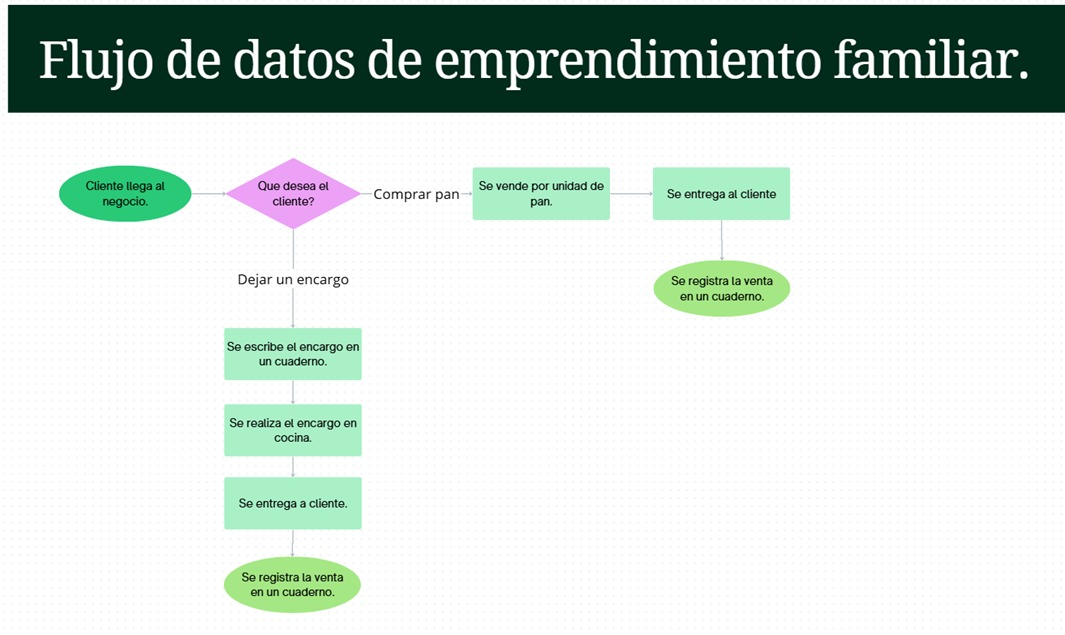 Flujo de datos de emprendimiento familiar.
Cliente llega al
negocio.
Que desea el
cliente?
Comprar pan
Se vende por unidad de
pan.
Se entrega al cliente
Se registra la venta
en un cuaderno.
Dejar un encargo
Se escribe el encargo en
un cuaderno.
Se realiza el encargo en
cocina.
Se entrega a cliente.
Se registra la venta
en un cuaderno.